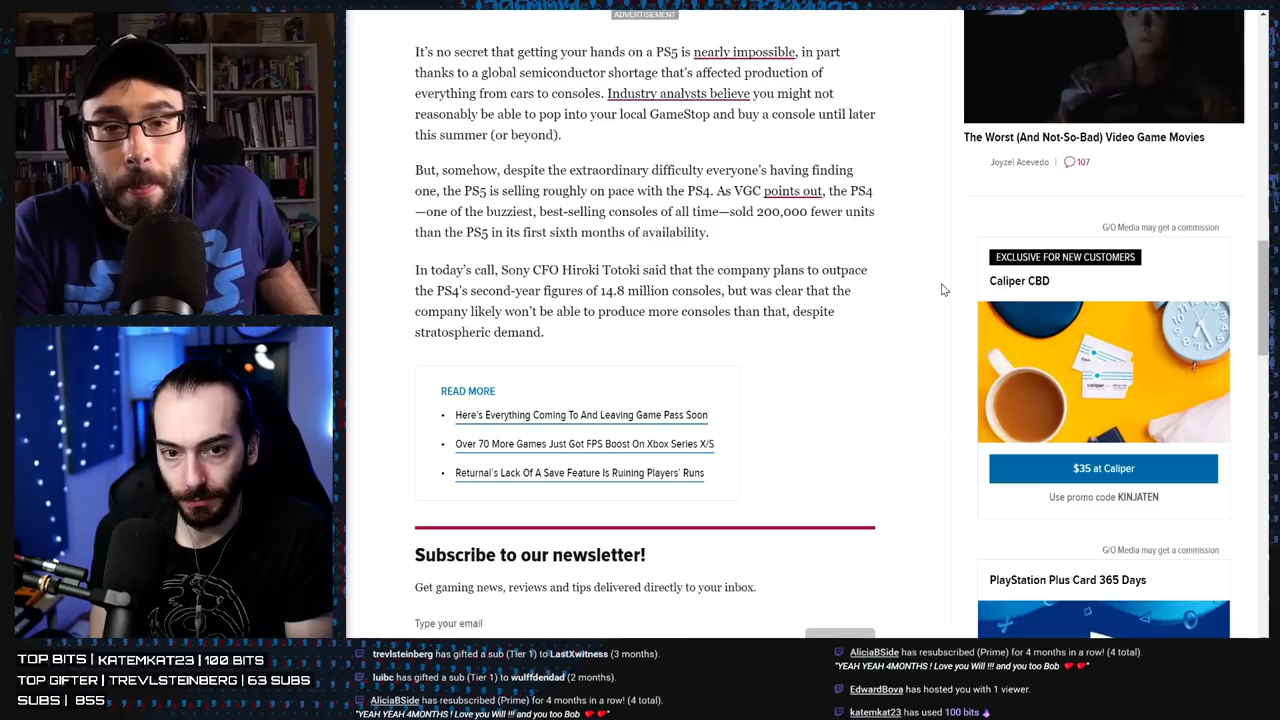 ADVERTISEMENT
It's no secret that getting your hands on a PS5 is nearly impossible, in part
thanks to a global semiconductor shortage that's affected production of
everything from cars to consoles. Industry analysts believe you might not
reasonably be able to pop into your local GameStop and buy a console until later
this summer (or beyond).
But, somehow, despite the extraordinary difficulty everyone's having finding
one, the PS5 is selling roughly on pace with the PS4. As VGC points out, the PS4
—one of the buzziest, best-selling consoles of all time—sold 200,000 fewer units
than the PS5 in its first sixth months of availability.
In today's call, Sony CFO Hiroki Totoki said that the company plans to outpace
the PS4's second-year figures of 14.8 million consoles, but was clear that the
company likely won't be able to produce more consoles than that, despite
stratospheric demand.
READ MORE
• Here's Everything Coming To And Leaving Game Pass Soon
• Over 70 More Games Just Got FPS Boost On Xbox Series X/S
• Returnal's Lack Of A Save Feature Is Ruining Players' Runs
Subscribe to our newsletter!
Get gaming news, reviews and tips delivered directly to your inbox.
Type your email
The Worst (And Not-So-Bad) Video Game Movies
Joyzel Acevedo | 107
G/O Media may get a commission
EXCLUSIVE FOR NEW CUSTOMERS
Caliper CBD
caliper
$35 at Caliper
Use promo code KINJATEN
G/O Media may get a commission
PlayStation Plus Card 365 Days
TOP BITS | KATEMKAT23 | 100 BITS
TOP GIFTER | TREVLSTEINBERG | 63 SUBS
SUBS | 855
trevlsteinberg has gifted a sub (Tier 1) to LastXwitness (3 months).
luibc has gifted a sub (Tier 1) to wulffdendad (2 months).
AliciaBSide has resubscribed (Prime) for 4 months in a row! (4 total).
"YEAH YEAH 4MONTHS ! Love you Will !!! and you too Bob ❤️ ❤️"
AliciaBSide has resubscribed (Prime) for 4 months in a row! (4 total).
"YEAH YEAH 4MONTHS ! Love you Will !!! and you too Bob ❤️ ❤️"
EdwardBova has hosted you with 1 viewer.
katemkat23 has used 100 bits